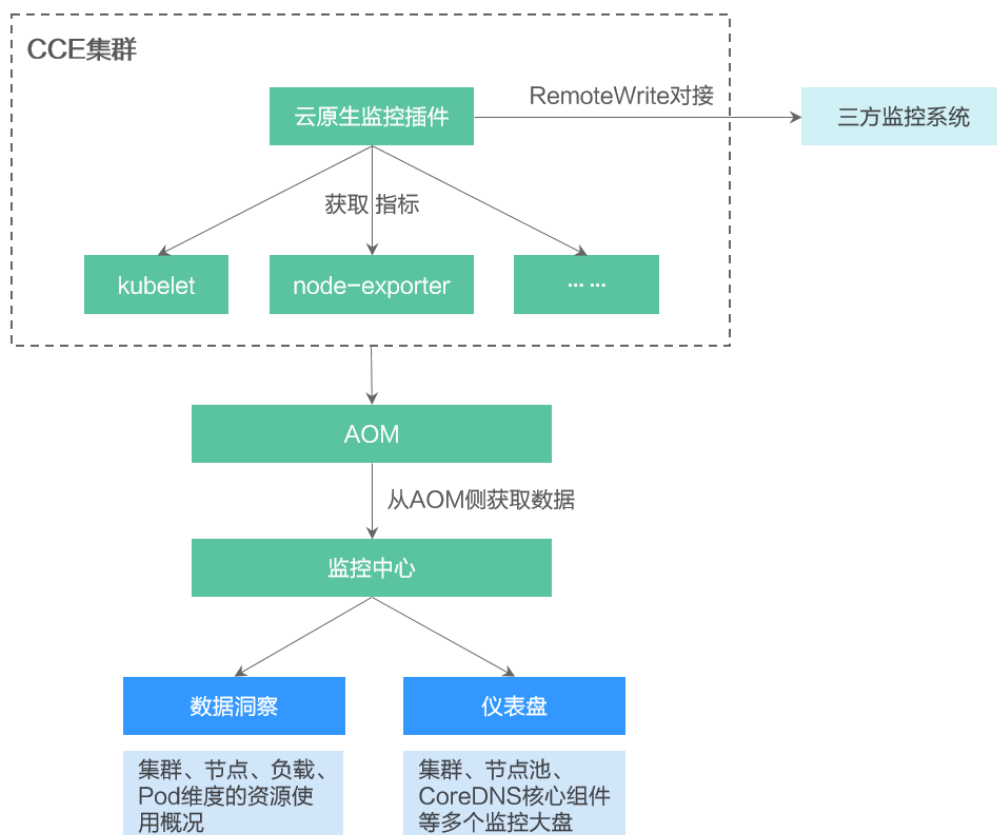 CCE集群
云原生监控插件
RemoteWrite对接
三方监控系统
获取 指标
kubelet
node-exporter
... ...
AOM
从AOM侧获取数据
监控中心
数据洞察
仪表盘
集群、节点、负载、
Pod维度的资源使
用概况
集群、节点池、
CoreDNS核心组件
等多个监控大盘